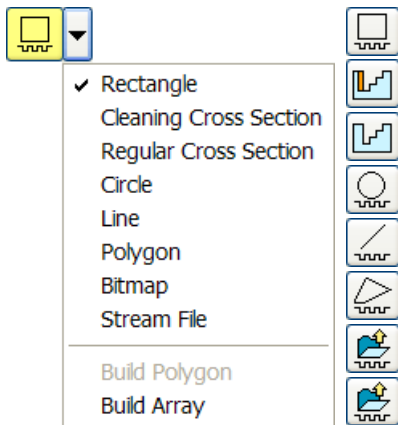 Rectangle
Cleaning Cross Section
Regular Cross Section
Circle
Line
Polygon
Bitmap
Stream File
Build Polygon
Build Array